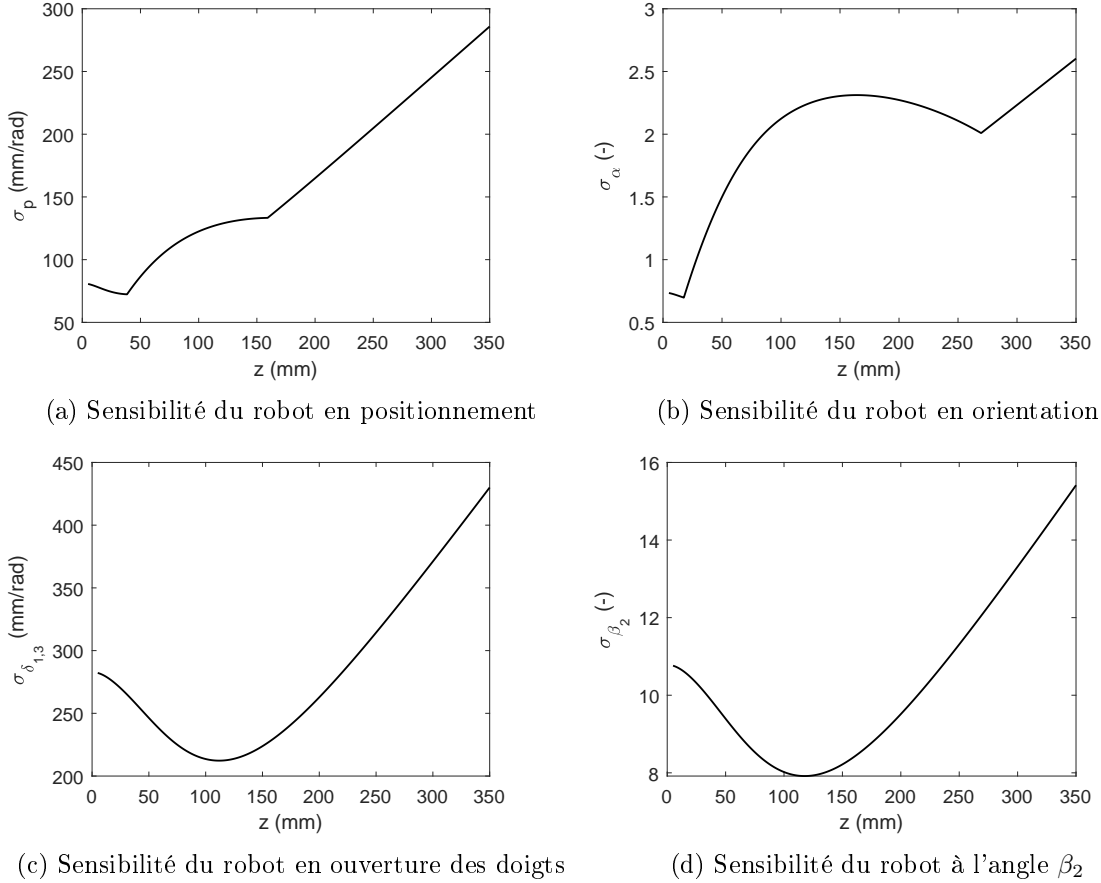 300
250
200
150
100
50
σp (mm/rad)
0 50 100 150 200 250 300 350
z (mm)
(a) Sensibilité du robot en positionnement
3
2.5
2
1.5
1
0.5
σα (-)
0 50 100 150 200 250 300 350
z (mm)
(b) Sensibilité du robot en orientation
450
400
350
300
250
200
σδ1,3 (mm/rad)
0 50 100 150 200 250 300 350
z (mm)
(c) Sensibilité du robot en ouverture des doigts
16
14
12
10
8
σβ2 (-)
0 50 100 150 200 250 300 350
z (mm)
(d) Sensibilité du robot à l'angle β2